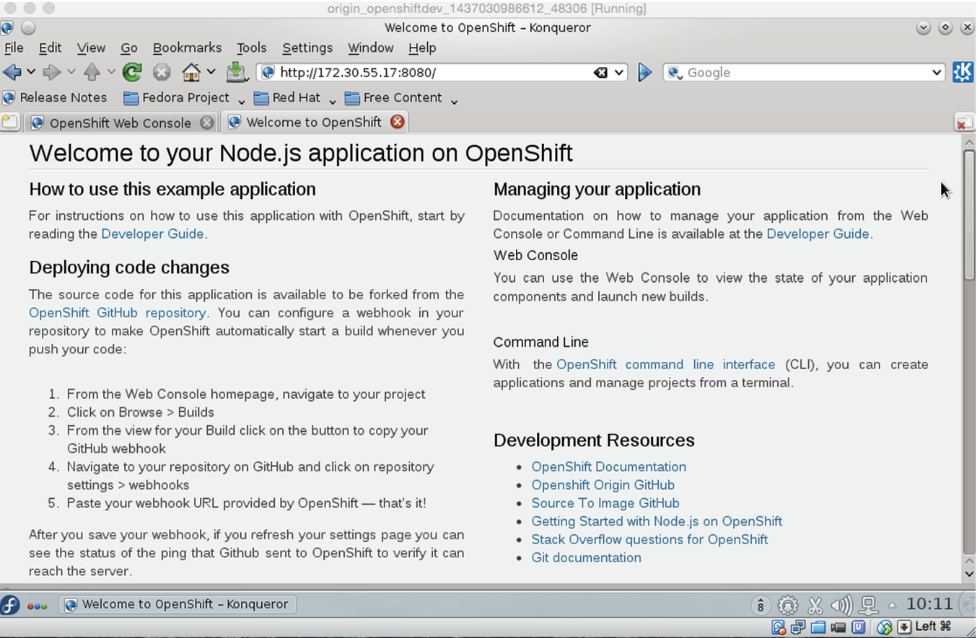 origin_openshiftdev_1437030986612_48306 [Running]
Welcome to OpenShift – Konqueror
File Edit View Go Bookmarks Tools Settings Window Help
http://172.30.55.17:8080/
Google
Release Notes Fedora Project Red Hat Free Content
OpenShift Web Console Welcome to OpenShift
Welcome to your Node.js application on OpenShift
How to use this example application
For instructions on how to use this application with OpenShift, start by
reading the Developer Guide.
Deploying code changes
The source code for this application is available to be forked from the
OpenShift GitHub repository. You can configure a webhook in your
repository to make OpenShift automatically start a build whenever you
push your code:
1. From the Web Console homepage, navigate to your project
2. Click on Browse > Builds
3. From the view for your Build click on the button to copy your
GitHub webhook
4. Navigate to your repository on GitHub and click on repository
settings > webhooks
5. Paste your webhook URL provided by OpenShift — that's it!
After you save your webhook, if you refresh your settings page you can
see the status of the ping that Github sent to OpenShift to verify it can
reach the server.
Managing your application
Documentation on how to manage your application from the Web
Console or Command Line is available at the Developer Guide.
Web Console
You can use the Web Console to view the state of your application
components and launch new builds.
Command Line
With the OpenShift command line interface (CLI), you can create
applications and manage projects from a terminal.
Development Resources
• OpenShift Documentation
• Openshift Origin GitHub
• Source To Image GitHub
• Getting Started with Node.js on OpenShift
• Stack Overflow questions for OpenShift
• Git documentation
Welcome to OpenShift – Konqueror
10:11
Left ⌘